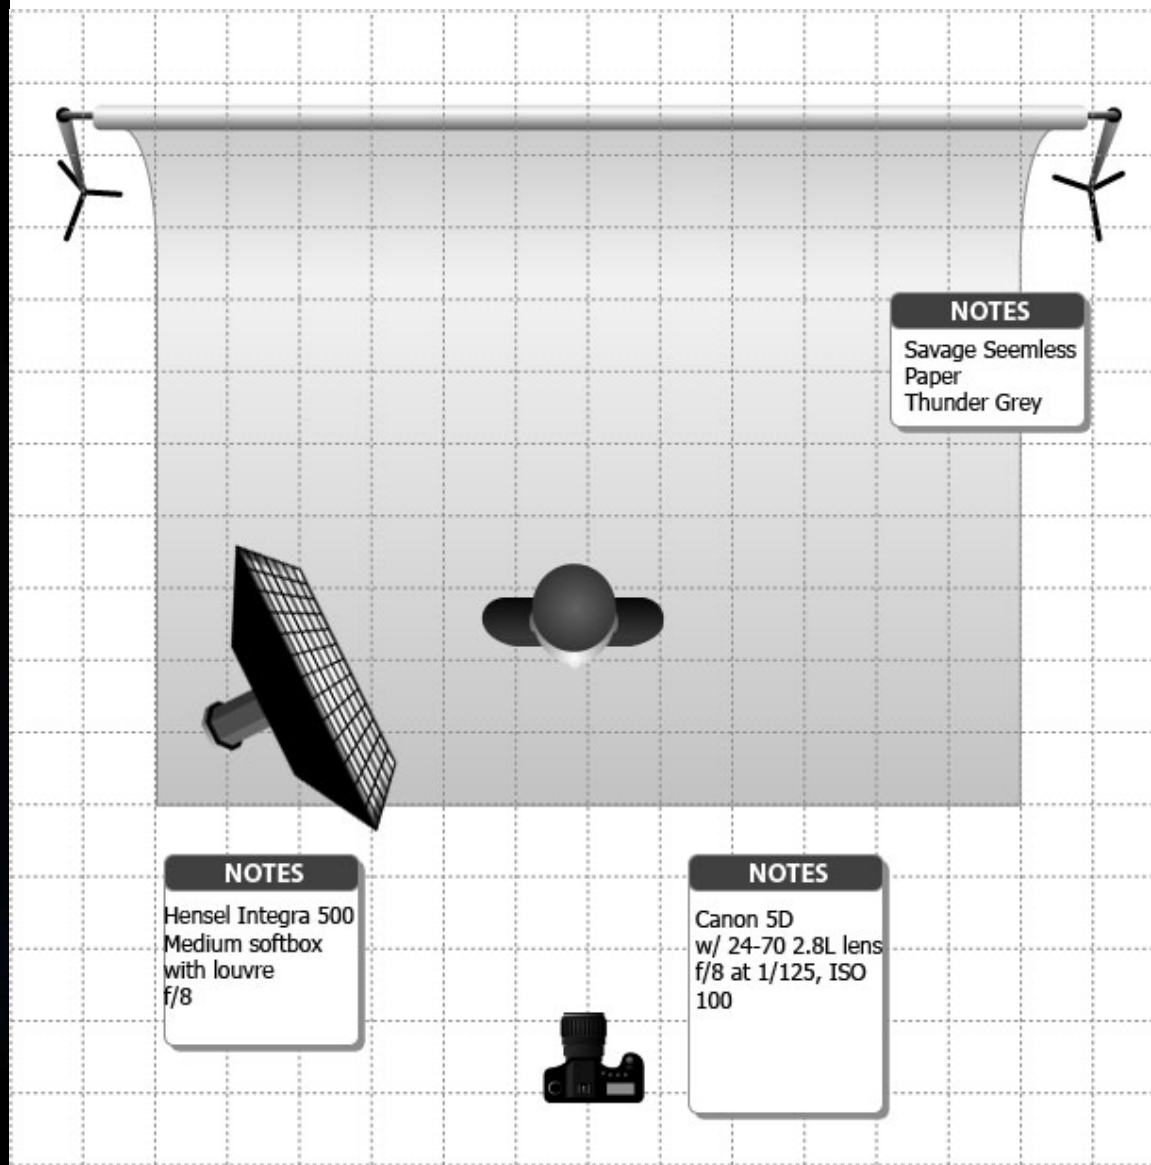 NOTES
Savage Seemless
Paper
Thunder Grey
NOTES
Hensel Integra 500
Medium softbox
with louvre
f/8
NOTES
Canon 5D
w/ 24-70 2.8L lens
f/8 at 1/125, ISO
100